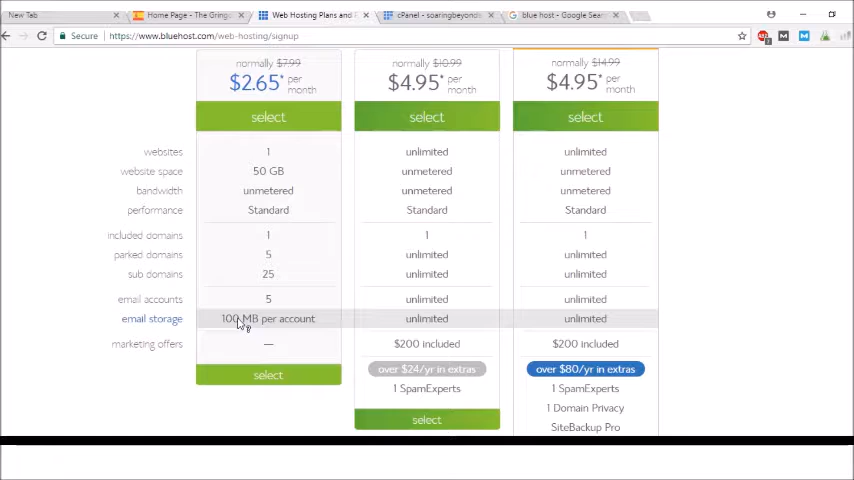 New Tab
Home Page - The Gringo
Web Hosting Plans and F
cPanel - soaringbeyond
blue host - Google Sear
Secure https://www.bluehost.com/web-hosting/signup
normally $7.99 normally $10.99 normally $14.99
$2.65* per month $4.95* per month $4.95* per month
select select select
websites 1 unlimited unlimited
website space 50 GB unmetered unmetered
bandwidth unmetered unmetered unmetered
performance Standard Standard Standard
included domains 1 1 1
parked domains 5 unlimited unlimited
sub domains 25 unlimited unlimited
email accounts 5 unlimited unlimited
email storage 100 MB per account unlimited unlimited
marketing offers — $200 included $200 included
select over $24/yr in extras over $80/yr in extras
1 SpamExperts 1 SpamExperts
select 1 Domain Privacy
SiteBackup Pro